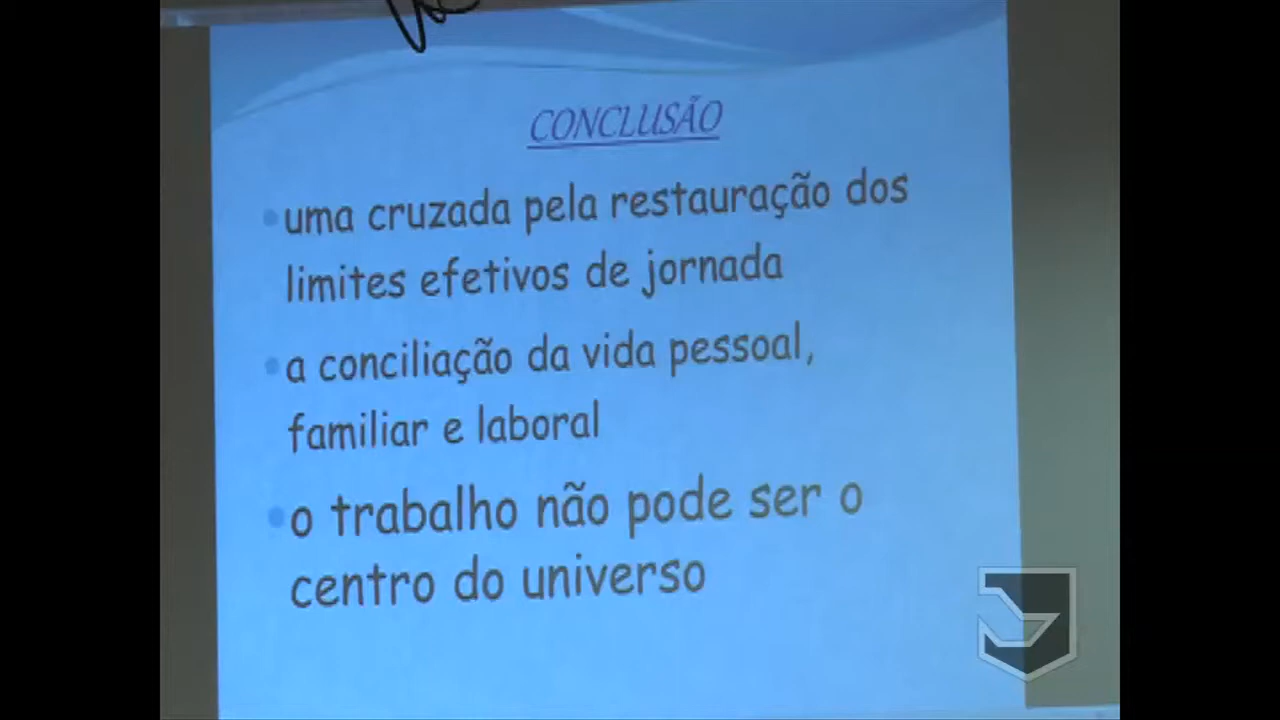 CONCLUSÃO
uma cruzada pela restauração dos
limites efetivos de jornada
a conciliação da vida pessoal,
familiar e laboral
o trabalho não pode ser o
centro do universo